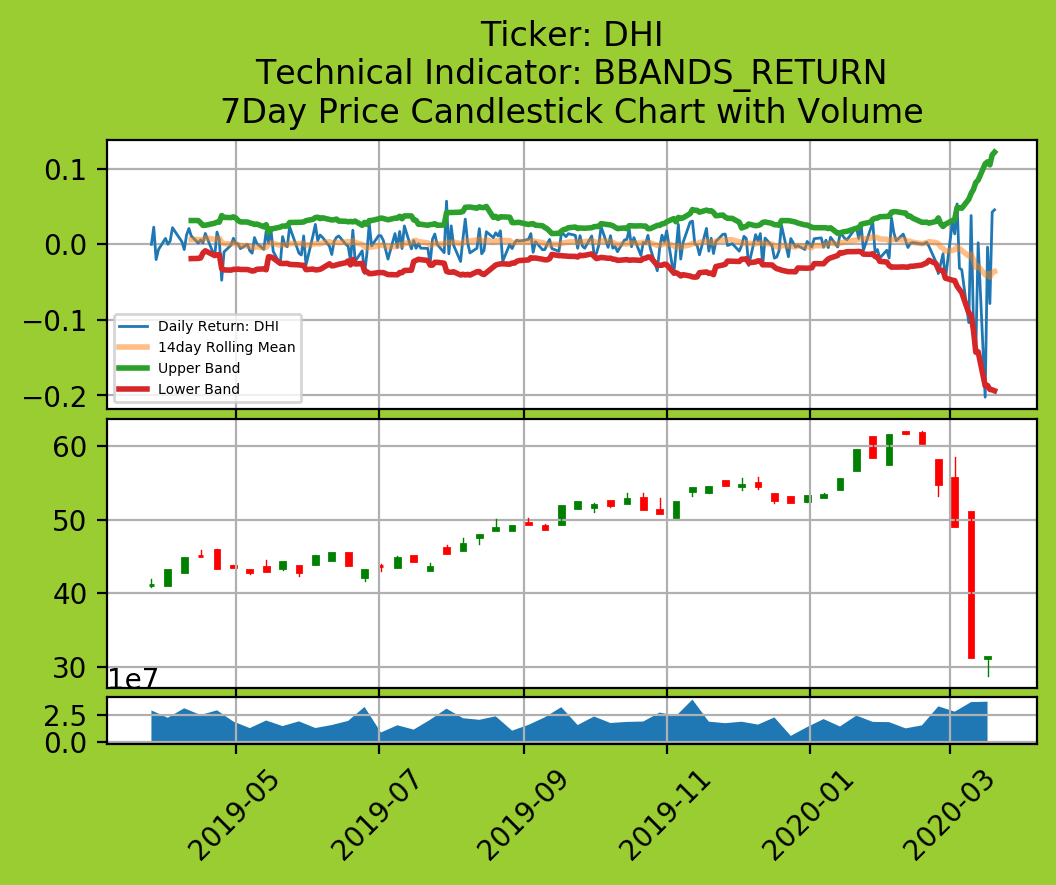 Ticker: DHI
Technical Indicator: BBANDS_RETURN
7Day Price Candlestick Chart with Volume
0.1
0.0
−0.1
−0.2
Daily Return: DHI
14day Rolling Mean
Upper Band
Lower Band
60
50
40
30
1e7
2.5
0.0
2019-05
2019-07
2019-09
2019-11
2020-01
2020-03